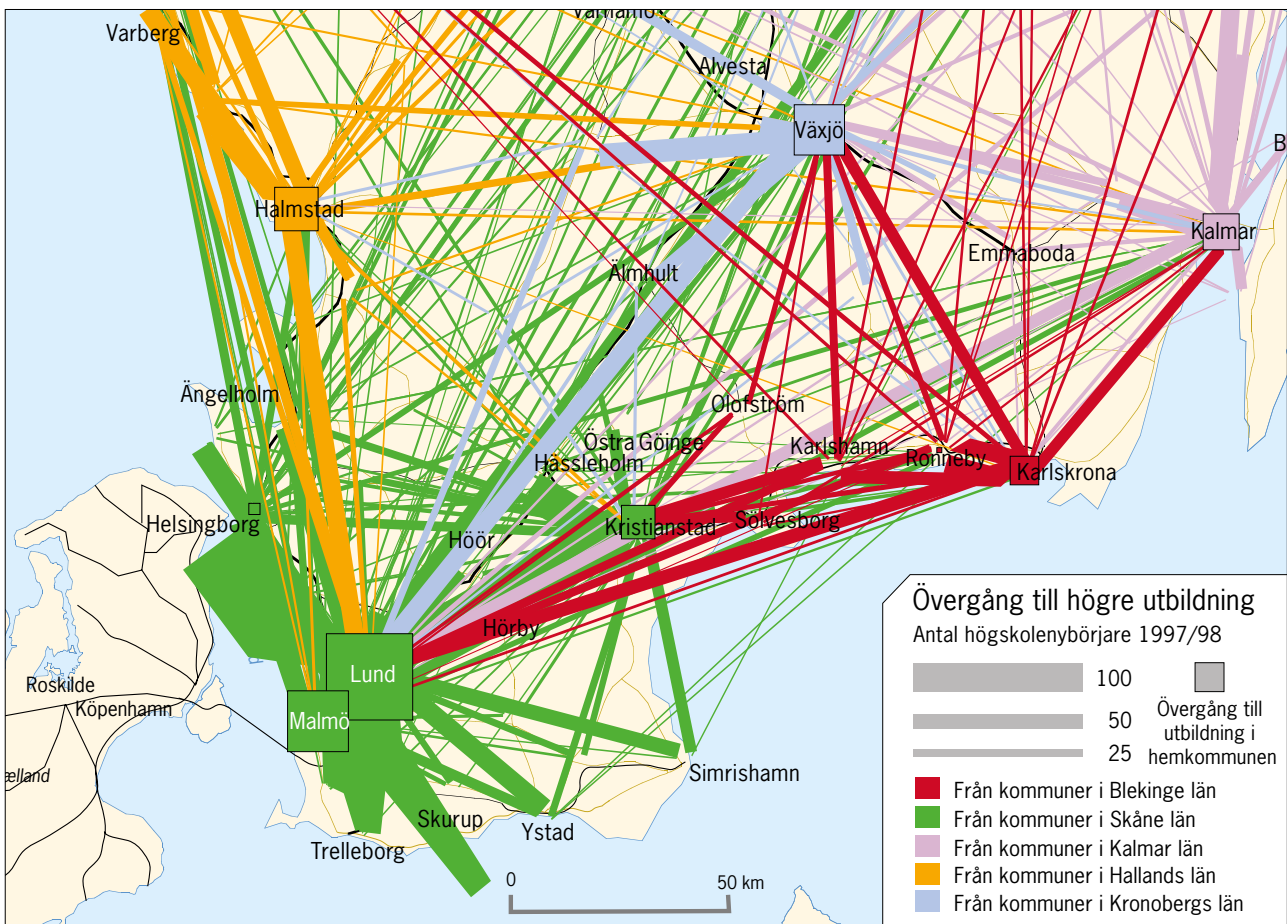 Värnamo
Varberg
Alvesta
Växjö
B
Halmstad
Kalmar
Emmaboda
Älmhult
Ängelholm
Olofström
Östra Göinge
Karlshamn
Hässleholm
Ronneby
Karlskrona
Helsingborg
Kristianstad
Sölvesborg
Höör
Hörby
Lund
Roskilde
Köpenhamn
Malmö
ælland
Simrishamn
Skurup
Ystad
Trelleborg
0 50 km
Övergång till högre utbildning
Antal högskolenybörjare 1997/98
100
50
25
Övergång till
utbildning i
hemkommunen
Från kommuner i Blekinge län
Från kommuner i Skåne län
Från kommuner i Kalmar län
Från kommuner i Hallands län
Från kommuner i Kronobergs län